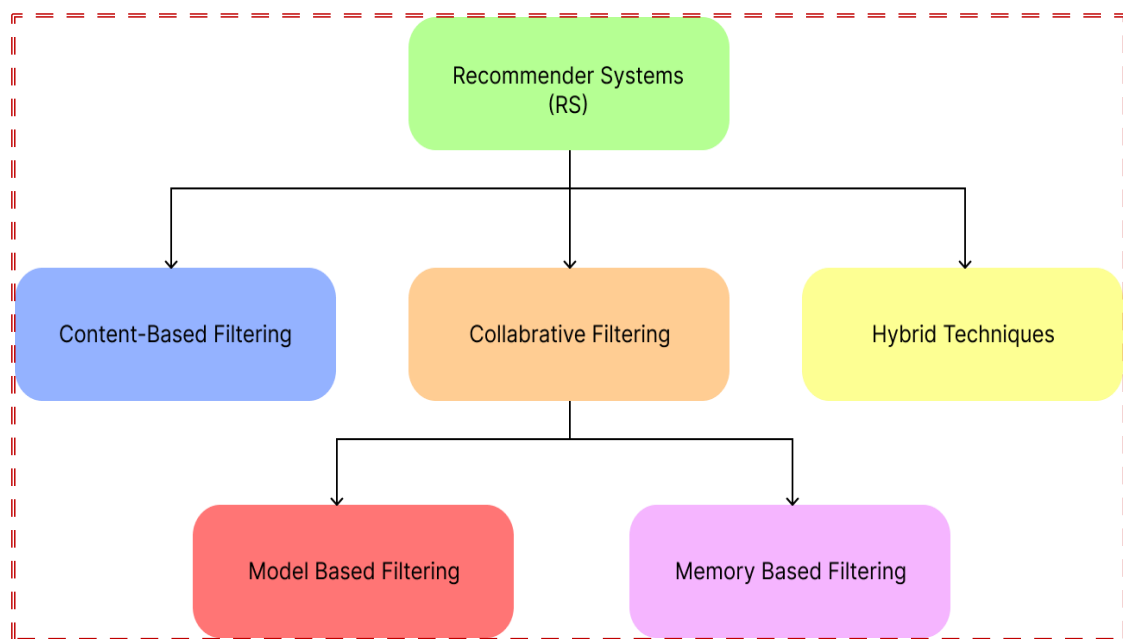 Recommender Systems
(RS)
Content-Based Filtering
Collabrative Filtering
Hybrid Techniques
Model Based Filtering
Memory Based Filtering